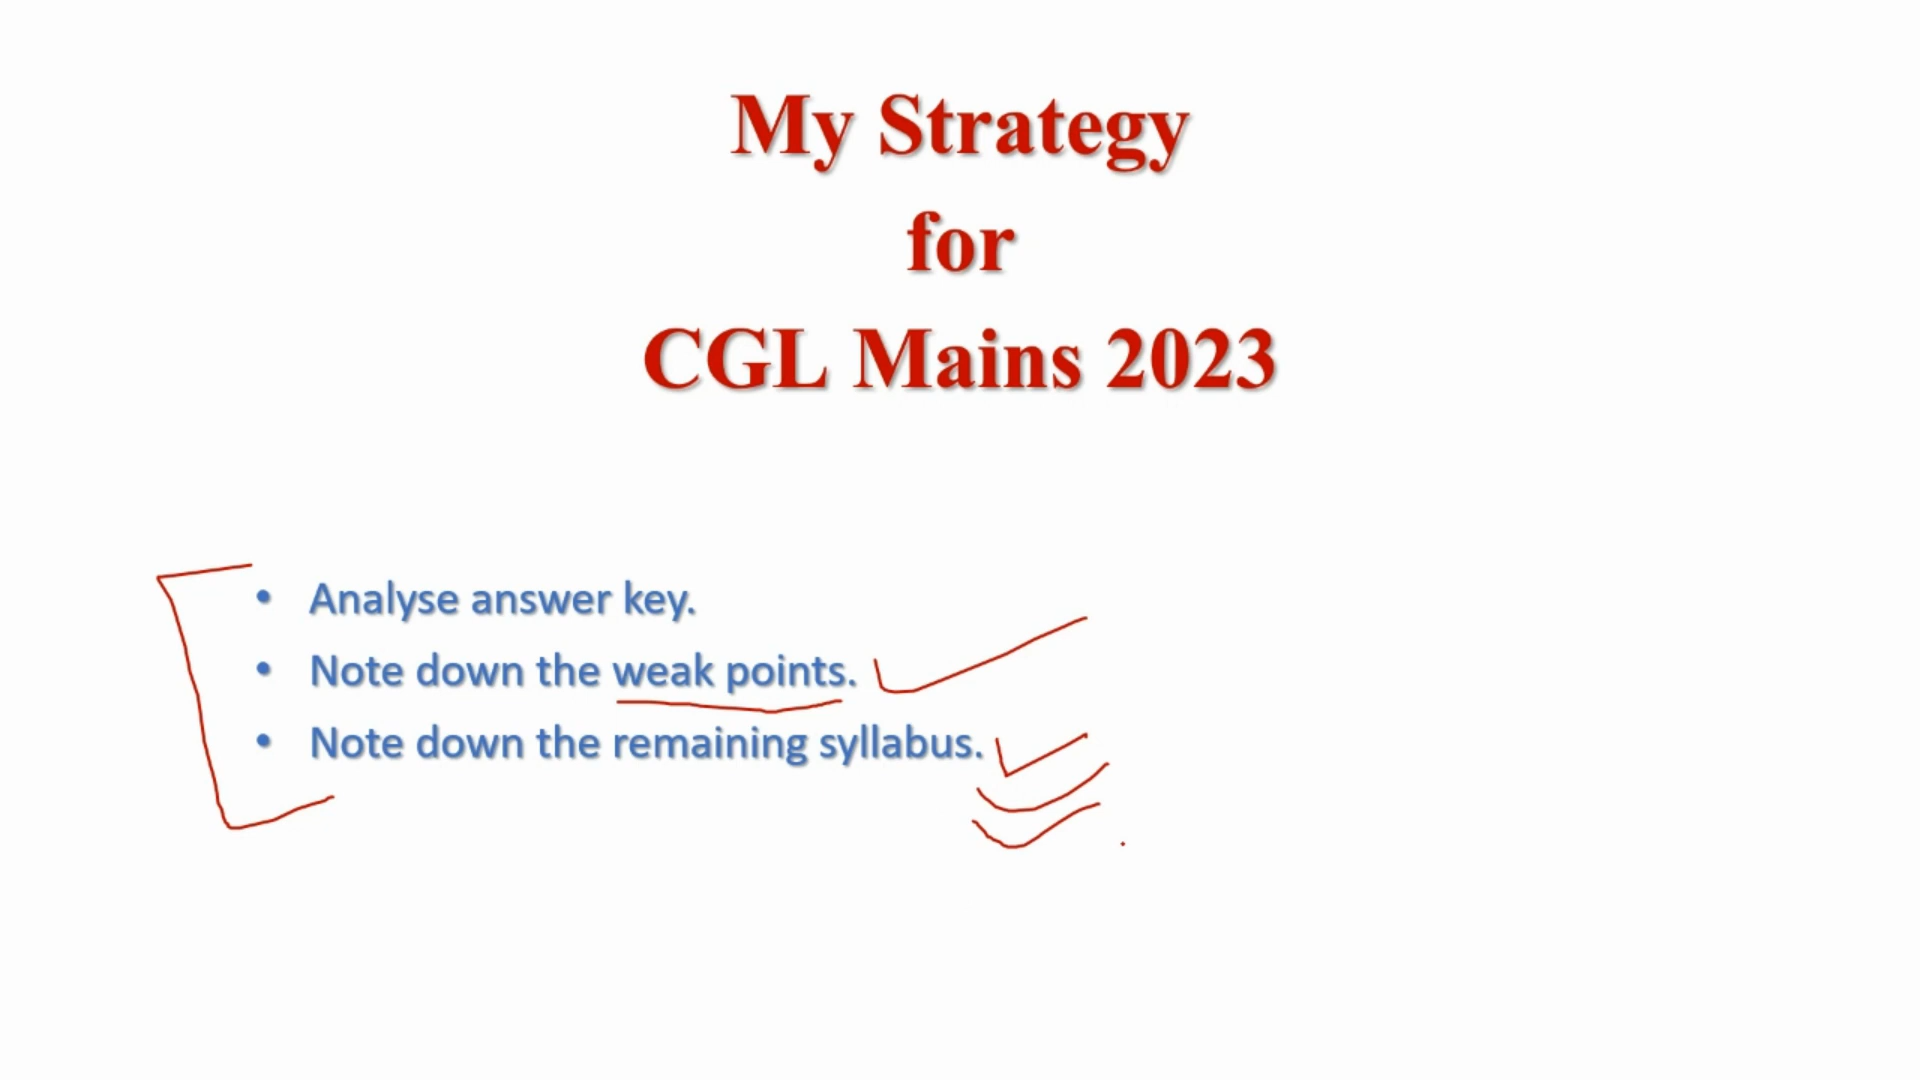 My Strategy
for
CGL Mains 2023
• Analyse answer key.
• Note down the weak points.
• Note down the remaining syllabus.